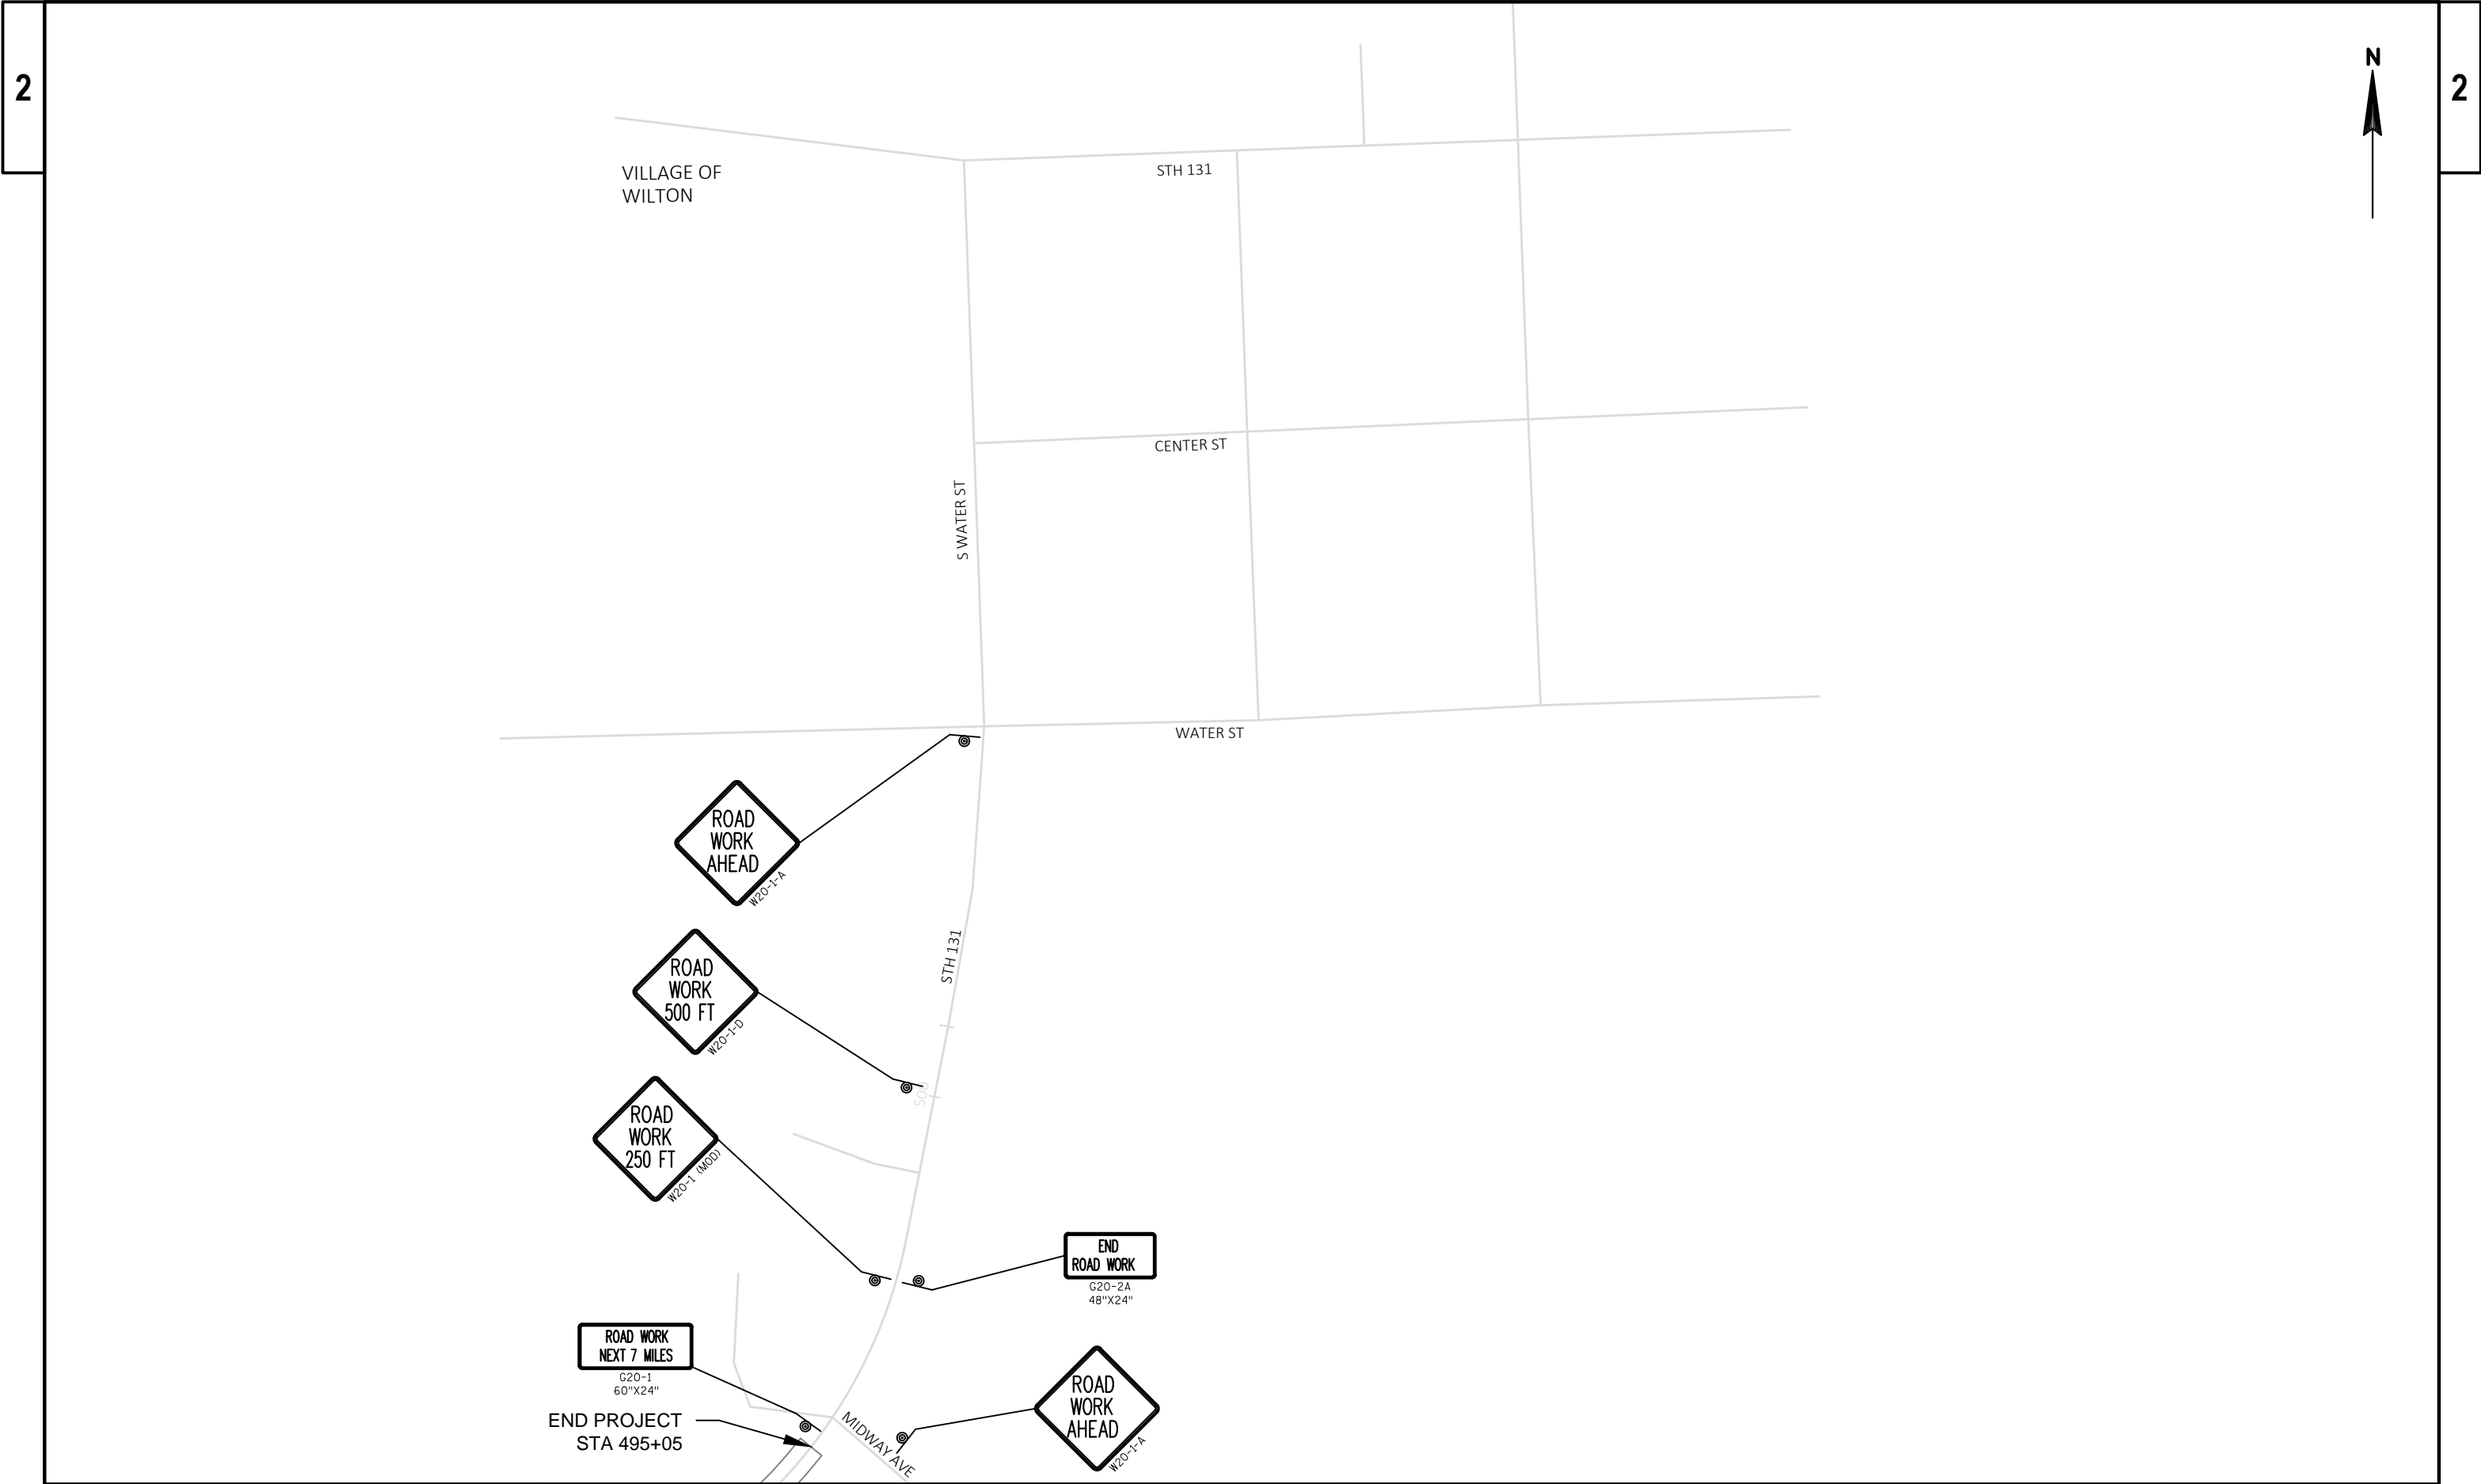 2
N
2
VILLAGE OF
WILTON
STH 131
CENTER ST
S WATER ST
WATER ST
ROAD
WORK
AHEAD
W20-1-A
STH 131
ROAD
WORK
500 FT
W20-1-D
500
ROAD
WORK
250 FT
W20-1 (MOD)
END
ROAD WORK
G20-2A
48"X24"
ROAD WORK
NEXT 7 MILES
G20-1
60"X24"
END PROJECT
STA 495+05
MIDWAY AVE
ROAD
WORK
AHEAD
W20-1-A